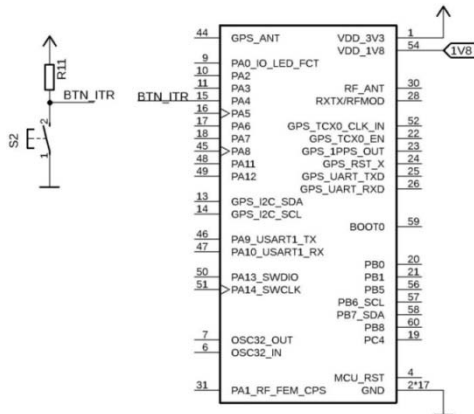 R11
BTN_ITR
S2
2
1
BTN_ITR
44 GPS_ANT
9 PA0_IO_LED_FCT
10 PA2
11 PA3
15 PA4
16 PA5
17 PA6
18 PA7
45 PA8
48 PA11
49 PA12
13 GPS_I2C_SDA
14 GPS_I2C_SCL
46 PA9_USART1_TX
47 PA10_USART1_RX
50 PA13_SWDIO
51 PA14_SWCLK
7 OSC32_OUT
6 OSC32_IN
31 PA1_RF_FEM_CPS
VDD_3V3 1
VDD_1V8 54 1V8
RF_ANT 30
RXTX/RFMOD 28
GPS_TCX0_CLK_IN 52
GPS_TCX0_EN 22
GPS_1PPS_OUT 23
GPS_RST_X 24
GPS_UART_TXD 25
GPS_UART_RXD 26
BOOT0 59
PB0 20
PB1 21
PB5 56
PB6_SCL 57
PB7_SDA 58
PB8 60
PC4 19
MCU_RST 4
GND 2*17